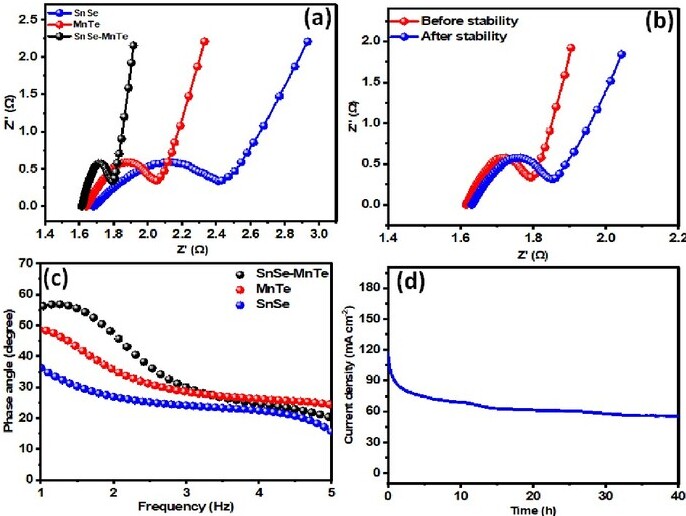 (a)
SnSe
MnTe
SnSe-MnTe
2.5
2.0
1.5
1.0
0.5
0.0
Z'' (Ω)
1.4 1.6 1.8 2.0 2.2 2.4 2.6 2.8 3.0
Z' (Ω)
(b)
Before stability
After stability
2.5
2.0
1.5
1.0
0.5
0.0
Z'' (Ω)
1.4 1.6 1.8 2.0 2.2
Z' (Ω)
(c)
SnSe-MnTe
MnTe
SnSe
70
60
50
40
30
20
10
0
Phase angle (degree)
1 2 3 4 5
Frequency (Hz)
(d)
180
150
120
90
60
30
0
Current density (mA cm⁻²)
0 10 20 30 40
Time (h)